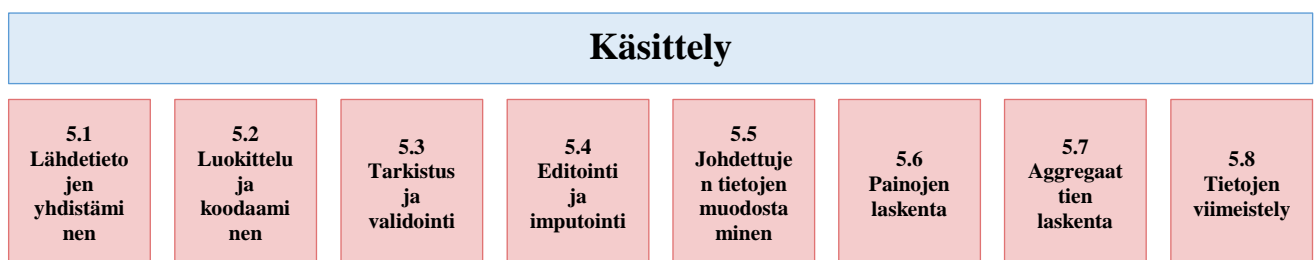 Käsittely
5.1
Lähdetieto
jen
yhdistämi
nen
5.2
Luokittelu
ja
koodaami
nen
5.3
Tarkistus
ja
validointi
5.4
Editointi
ja
imputointi
5.5
Johdettuje
n tietojen
muodosta
minen
5.6
Painojen
laskenta
5.7
Aggregaat
tien
laskenta
5.8
Tietojen
viimeistely